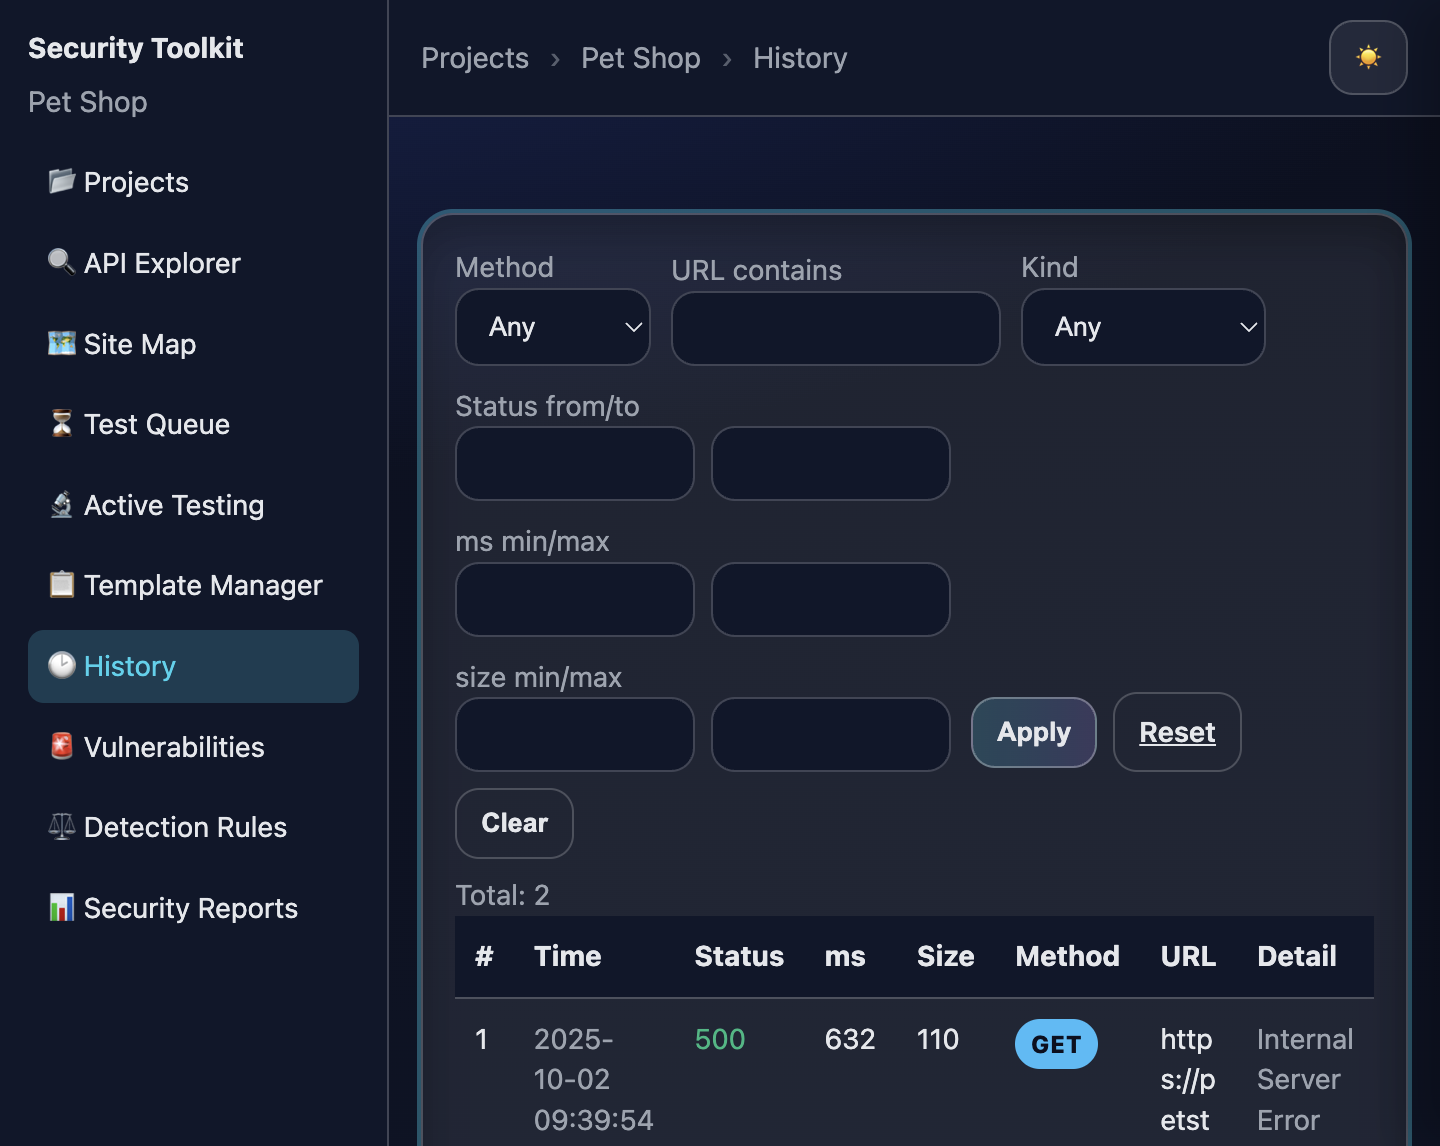 Security Toolkit
Pet Shop
Projects
API Explorer
Site Map
Test Queue
Active Testing
Template Manager
History
Vulnerabilities
Detection Rules
Security Reports
Projects › Pet Shop › History
Method URL contains Kind
Any Any
Status from/to
ms min/max
size min/max
Apply Reset
Clear
Total: 2
# Time Status ms Size Method URL Detail
1 2025- 500 632 110 GET http Internal
10-02 s://p Server
09:39:54 etst Error